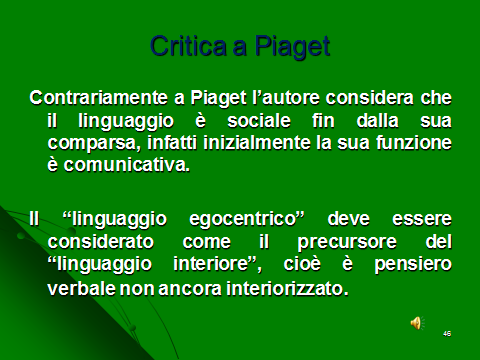 Critica a Piaget
Contrariamente a Piaget l’autore considera che
il linguaggio è sociale fin dalla sua
comparsa, infatti inizialmente la sua funzione
è comunicativa.
Il “linguaggio egocentrico” deve essere
considerato come il precursore del
“linguaggio interiore”, cioè è pensiero
verbale non ancora interiorizzato.
46